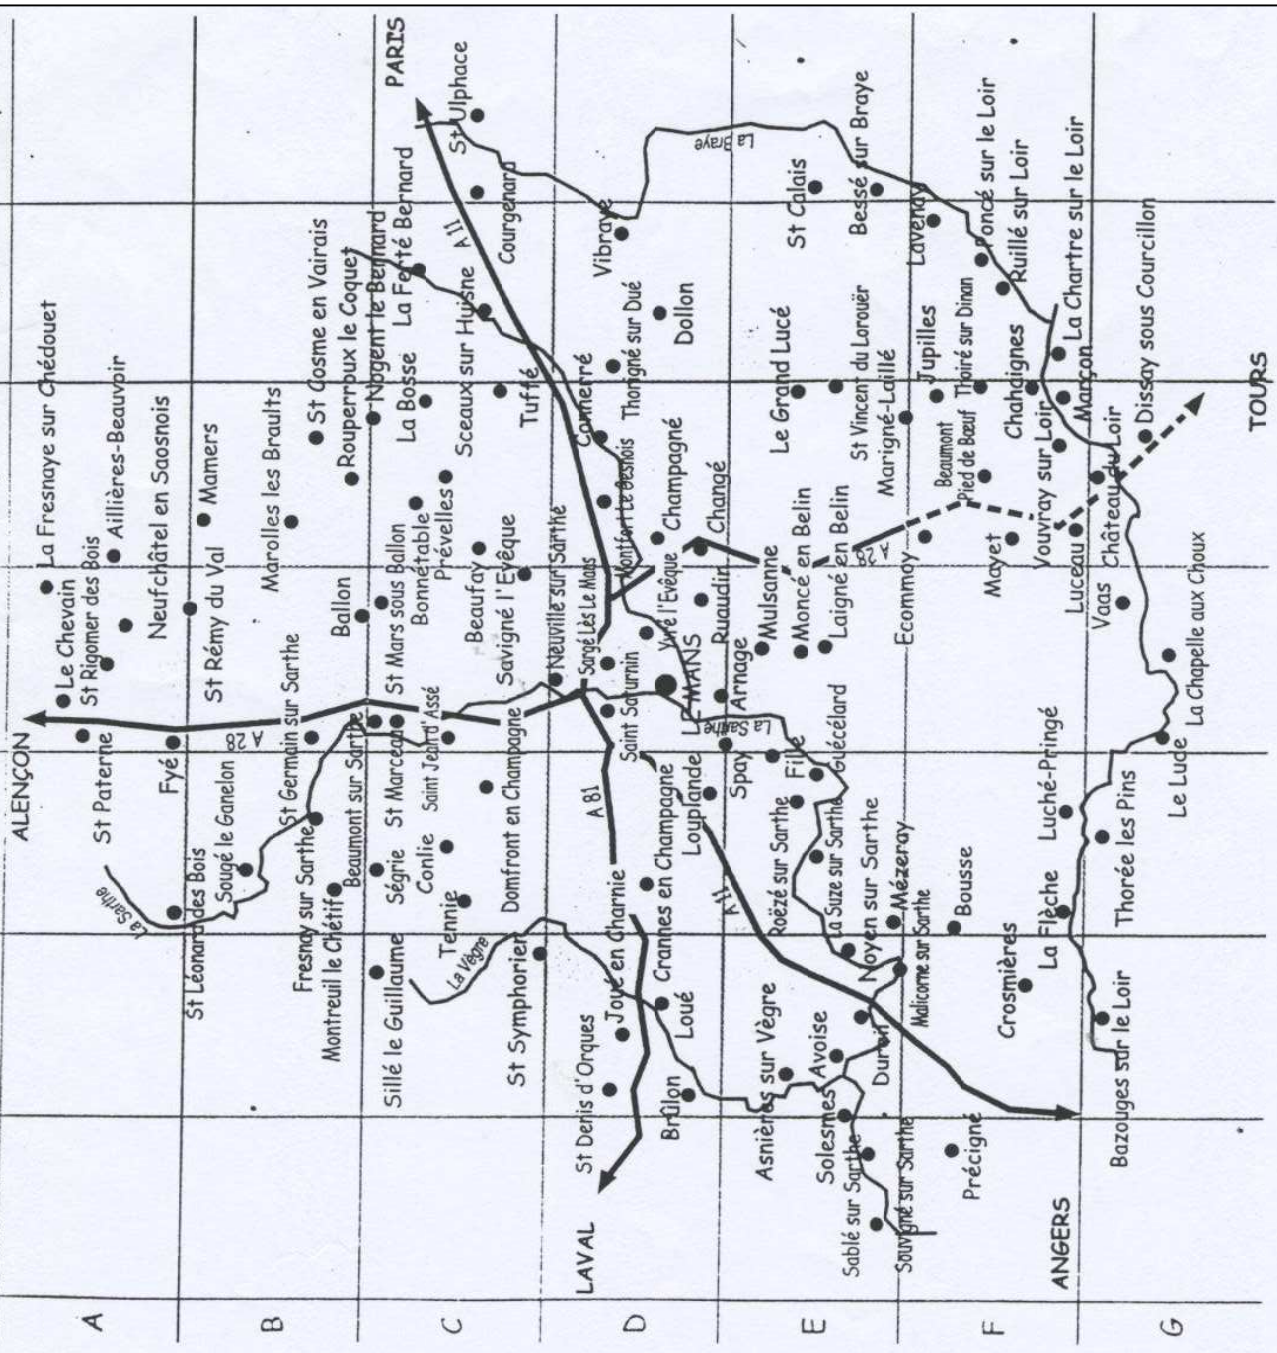 ALENÇON
PARIS
LAVAL
ANGERS
TOURS
A
B
C
D
E
F
G
La Fresnaye sur Chédouet
Le Chevain
St Rigomer des Bois
Aillières-Beauvoir
Neufchâtel en Saosnois
St Paterne
Fyé
La Sarthe
St Léonard des Bois
Mamers
St Rémy du Val
Marolles les Braults
St Cosme en Vairais
Rouperroux le Coquet
A 28
Sougé le Ganelon
St Germain sur Sarthe
Fresnay sur Sarthe
Montreuil le Chétif
Beaumont sur Sarthe
Ballon
Nogent le Bernard
La Ferté Bernard
La Bosse
Sceaux sur Huisne
St Ulphace
A11
Courgenard
Tuffé
St Mars sous Ballon
Bonnétable
Prévelles
Beaufay
Savigné l'Evêque
St Marceau
Saint Jean d'Assé
Ségrie
Conlie
Tennie
Domfront en Champagne
Sillé le Guillaume
La Vègre
St Symphorien
Neuville sur Sarthe
Sargé Lès Le Mans
Saint Saturnin
Connerré
Thorigné sur Dué
Vibraye
Dollon
La Braye
Montfort Le Gesnois
Champagné
Changé
Yvré l'Evêque
Ruaudin
LE MANS
Arnage
La Sarthe
A 81
Joué en Charnie
Crannes en Champagne
Louplande
Spay
St Denis d'Orques
Loué
Brûlon
A11
Mulsanne
Moncé en Belin
Laigné en Belin
Le Grand Lucé
St Vincent du Lorouër
Marigné-Laillé
St Calais
Bessé sur Braye
A 28
Fillé
Guécélard
Roëzé sur Sarthe
La Suze sur Sarthe
Noyen sur Sarthe
Mézeray
Malicorne sur Sarthe
Asnières sur Vègre
Avoise
Dureil
Solesmes
Sablé sur Sarthe
Souvigné sur Sarthe
Précigné
Lavenay
Poncé sur le Loir
Ruillé sur Loir
La Chartre sur le Loir
Jupilles
Thoiré sur Dinan
Chahaignes
Marçon
Beaumont
Pied de Bœuf
Ecommoy
Mayet
Vouvray sur Loir
Luceau
Château du Loir
Vaas
Dissay sous Courcillon
La Chapelle aux Choux
Le Lude
Luché-Pringé
Thorée les Pins
Bousse
La Flèche
Crosmières
Bazouges sur le Loir